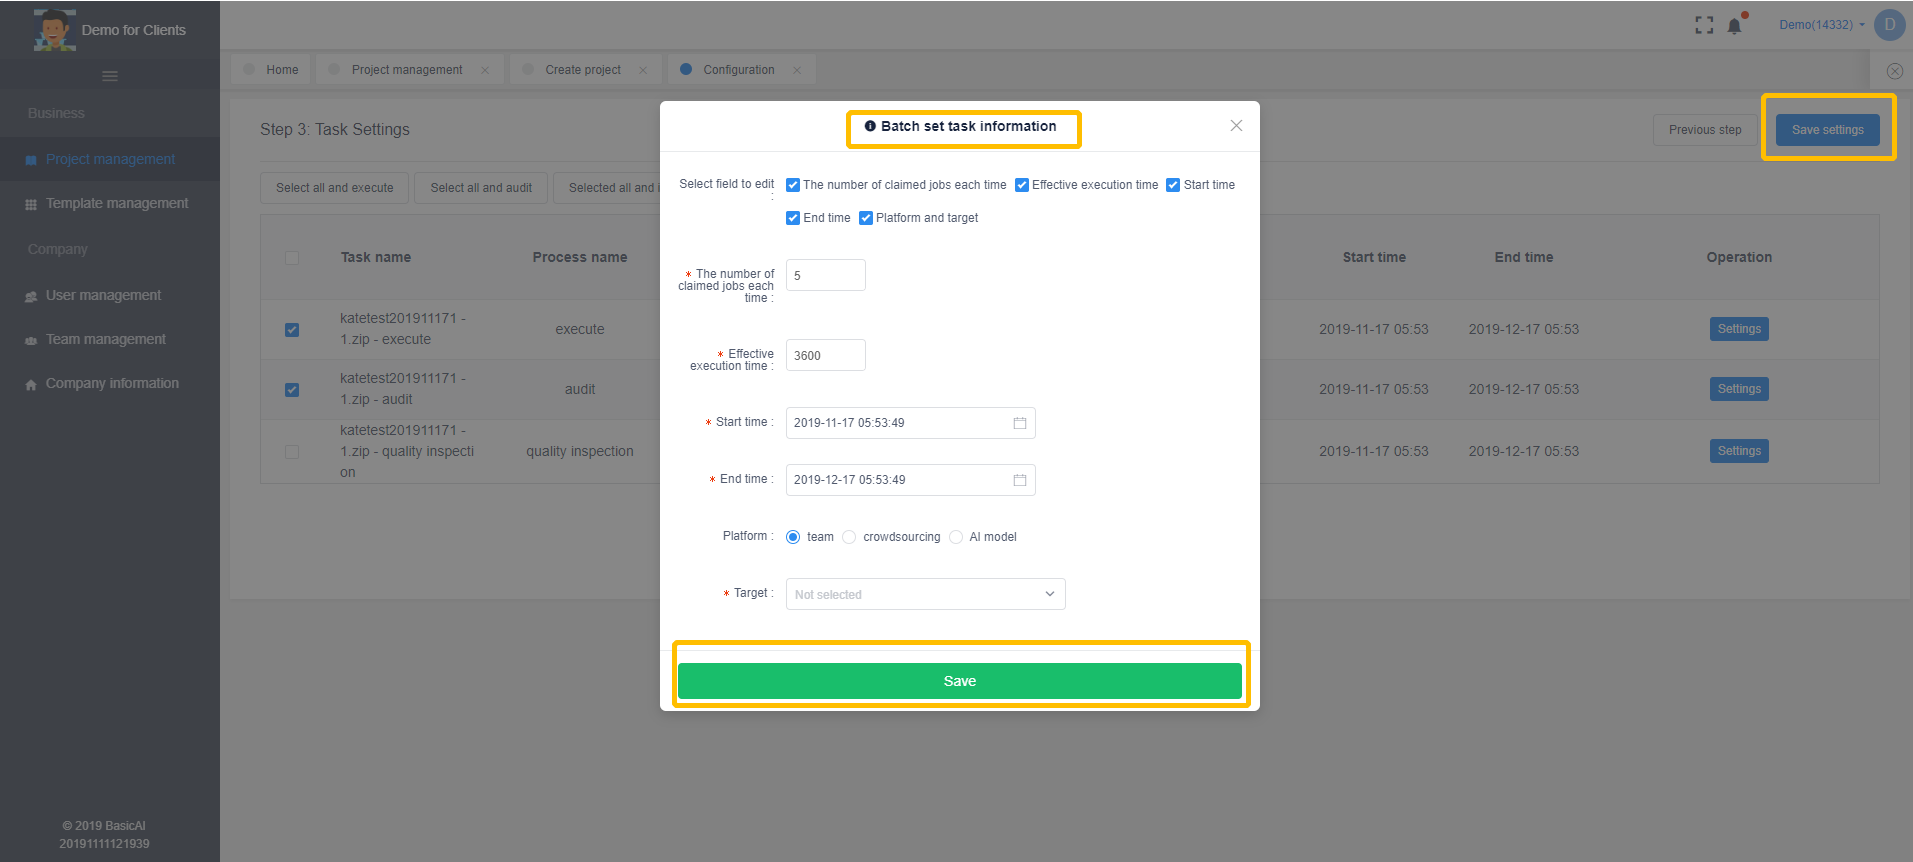 Demo for Clients
Demo(14332)
D
Home
Project management
Create project
Configuration
Business
Project management
Template management
Company
User management
Team management
Company information
© 2019 BasicAI
20191111121939
Step 3: Task Settings
Previous step
Save settings
Select all and execute
Select all and audit
Selected all and i
Task name
Process name
Start time
End time
Operation
katetest201911171 -
1.zip - execute
execute
2019-11-17 05:53
2019-12-17 05:53
Settings
katetest201911171 -
1.zip - audit
audit
2019-11-17 05:53
2019-12-17 05:53
Settings
katetest201911171 -
1.zip - quality inspecti
on
quality inspection
2019-11-17 05:53
2019-12-17 05:53
Settings
Batch set task information
Select field to edit
:
The number of claimed jobs each time
Effective execution time
Start time
End time
Platform and target
* The number of
claimed jobs each
time :
5
* Effective
execution time :
3600
* Start time :
2019-11-17 05:53:49
* End time :
2019-12-17 05:53:49
Platform :
team
crowdsourcing
AI model
* Target :
Not selected
Save